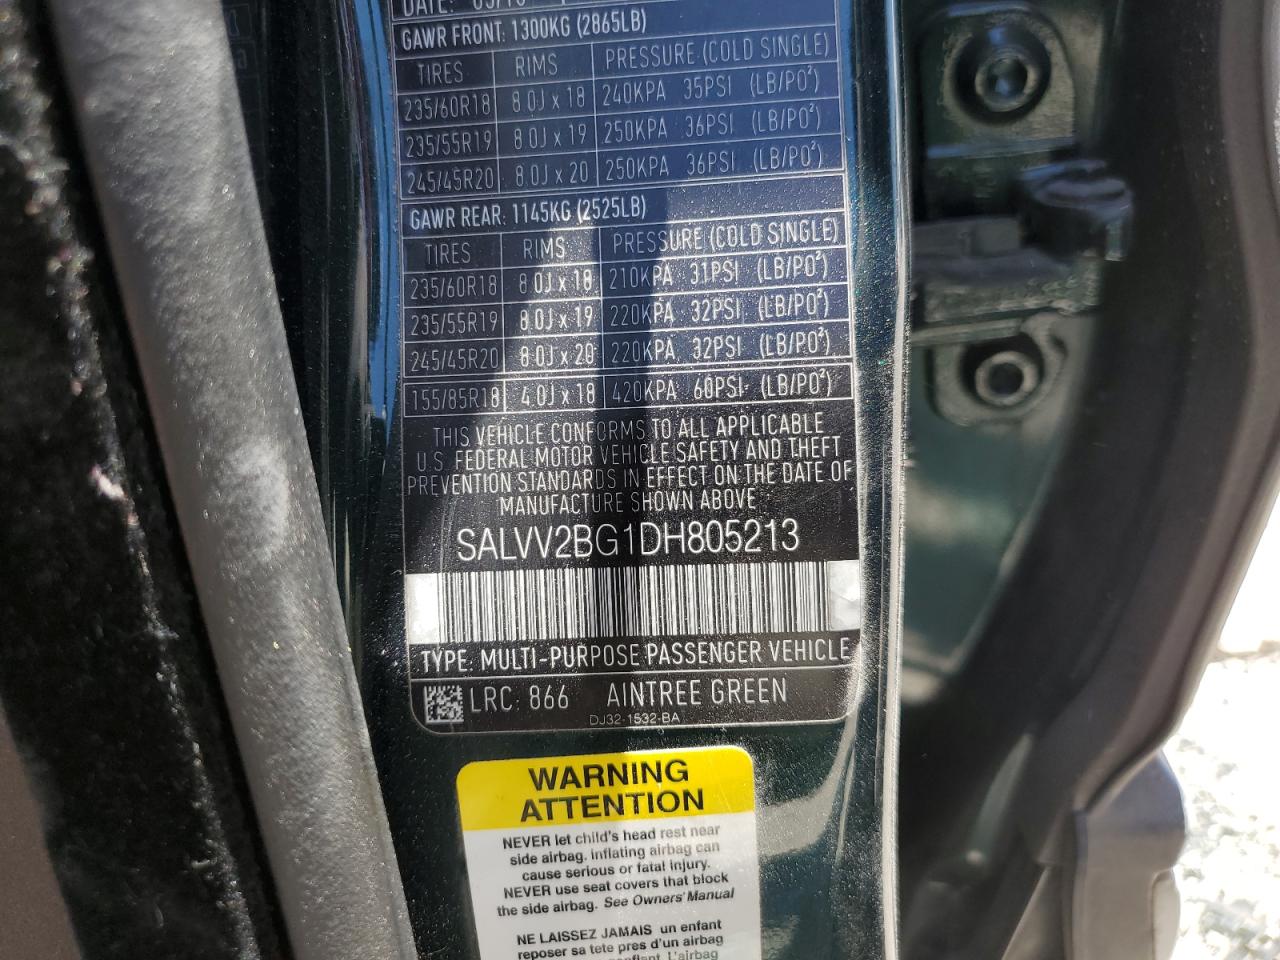 DATE:
GAWR FRONT: 1300KG (2865LB)
TIRES RIMS PRESSURE (COLD SINGLE)
235/60R18 8.0J x 18 240KPA 35PSI (LB/PO²)
235/55R19 8.0J x 19 250KPA 36PSI (LB/PO²)
245/45R20 8.0J x 20 250KPA 36PSI (LB/PO²)
GAWR REAR: 1145KG (2525LB)
TIRES RIMS PRESSURE (COLD SINGLE)
235/60R18 8.0J x 18 210KPA 31PSI (LB/PO²)
235/55R19 8.0J x 19 220KPA 32PSI (LB/PO²)
245/45R20 8.0J x 20 220KPA 32PSI (LB/PO²)
155/85R18 4.0J x 18 420KPA 60PSI (LB/PO²)
THIS VEHICLE CONFORMS TO ALL APPLICABLE
U.S. FEDERAL MOTOR VEHICLE SAFETY AND THEFT
PREVENTION STANDARDS IN EFFECT ON THE DATE OF
MANUFACTURE SHOWN ABOVE
SALVV2BG1DH805213
TYPE: MULTI-PURPOSE PASSENGER VEHICLE
LRC: 866 AINTREE GREEN
DJ32-1532-BA
WARNING
ATTENTION
NEVER let child's head rest near
side airbag. Inflating airbag can
cause serious or fatal injury.
NEVER use seat covers that block
the side airbag. See Owners' Manual
NE LAISSEZ JAMAIS un enfant
reposer sa tete pres d'un airbag
L'airbag